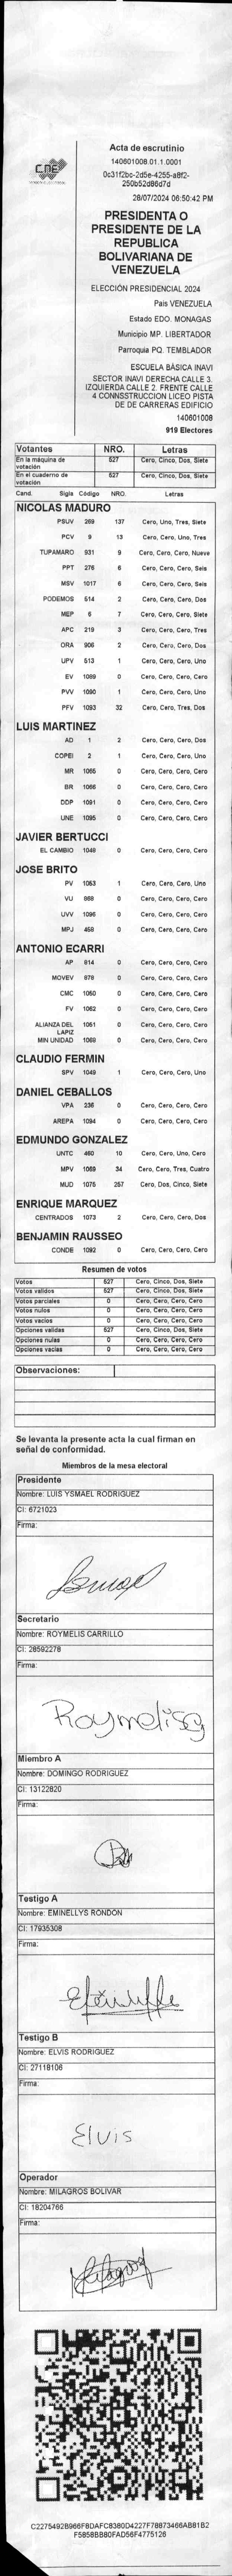 CNE
Acta de escrutinio
140601008.01.1.0001
0c31f2bc-2d5e-4255-a8f2-
250b52d86d7d
28/07/2024 06:50:42 PM
PRESIDENTA O
PRESIDENTE DE LA
REPUBLICA
BOLIVARIANA DE
VENEZUELA
ELECCIÓN PRESIDENCIAL 2024
Pais VENEZUELA
Estado EDO. MONAGAS
Municipio MP. LIBERTADOR
Parroquia PQ. TEMBLADOR
ESCUELA BÁSICA INAVI
SECTOR INAVI DERECHA CALLE 3.
IZQUIERDA CALLE 2. FRENTE CALLE
4 CONNSSTRUCCION LICEO PISTA
DE DE CARRERAS EDIFICIO
140601008
919 Electores
Votantes NRO. Letras
En la máquina de votación 527 Cero, Cinco, Dos, Siete
En el cuaderno de votación 527 Cero, Cinco, Dos, Siete
Cand. Sigla Código NRO. Letras
NICOLAS MADURO
PSUV 269 137 Cero, Uno, Tres, Siete
PCV 9 13 Cero, Cero, Uno, Tres
TUPAMARO 931 9 Cero, Cero, Cero, Nueve
PPT 276 6 Cero, Cero, Cero, Seis
MSV 1017 6 Cero, Cero, Cero, Seis
PODEMOS 514 2 Cero, Cero, Cero, Dos
MEP 6 7 Cero, Cero, Cero, Siete
APC 219 3 Cero, Cero, Cero, Tres
ORA 906 2 Cero, Cero, Cero, Dos
UPV 513 1 Cero, Cero, Cero, Uno
EV 1089 0 Cero, Cero, Cero, Cero
PVV 1090 1 Cero, Cero, Cero, Uno
PFV 1093 32 Cero, Cero, Tres, Dos
LUIS MARTINEZ
AD 1 2 Cero, Cero, Cero, Dos
COPEI 2 1 Cero, Cero, Cero, Uno
MR 1065 0 Cero, Cero, Cero, Cero
BR 1066 0 Cero, Cero, Cero, Cero
DDP 1091 0 Cero, Cero, Cero, Cero
UNE 1095 0 Cero, Cero, Cero, Cero
JAVIER BERTUCCI
EL CAMBIO 1048 0 Cero, Cero, Cero, Cero
JOSE BRITO
PV 1053 1 Cero, Cero, Cero, Uno
VU 868 0 Cero, Cero, Cero, Cero
UVV 1096 0 Cero, Cero, Cero, Cero
MPJ 459 0 Cero, Cero, Cero, Cero
ANTONIO ECARRI
AP 814 0 Cero, Cero, Cero, Cero
MOVEV 879 0 Cero, Cero, Cero, Cero
CMC 1050 0 Cero, Cero, Cero, Cero
FV 1062 0 Cero, Cero, Cero, Cero
ALIANZA DEL LAPIZ 1051 0 Cero, Cero, Cero, Cero
MIN UNIDAD 1069 0 Cero, Cero, Cero, Cero
CLAUDIO FERMIN
SPV 1049 1 Cero, Cero, Cero, Uno
DANIEL CEBALLOS
VPA 236 0 Cero, Cero, Cero, Cero
AREPA 1094 0 Cero, Cero, Cero, Cero
EDMUNDO GONZALEZ
UNTC 460 10 Cero, Cero, Uno, Cero
MPV 1069 34 Cero, Cero, Tres, Cuatro
MUD 1075 257 Cero, Dos, Cinco, Siete
ENRIQUE MARQUEZ
CENTRADOS 1073 2 Cero, Cero, Cero, Dos
BENJAMIN RAUSSEO
CONDE 1092 0 Cero, Cero, Cero, Cero
Resumen de votos
Votos 527 Cero, Cinco, Dos, Siete
Votos validos 527 Cero, Cinco, Dos, Siete
Votos parciales 0 Cero, Cero, Cero, Cero
Votos nulos 0 Cero, Cero, Cero, Cero
Votos vacios 0 Cero, Cero, Cero, Cero
Opciones validas 527 Cero, Cinco, Dos, Siete
Opciones nulas 0 Cero, Cero, Cero, Cero
Opciones vacias 0 Cero, Cero, Cero, Cero
Observaciones:
Se levanta la presente acta la cual firman en
señal de conformidad.
Miembros de la mesa electoral
Presidente
Nombre: LUIS YSMAEL RODRIGUEZ
CI: 6721023
Firma:
Secretario
Nombre: ROYMELIS CARRILLO
CI: 28592278
Firma:
Miembro A
Nombre: DOMINGO RODRIGUEZ
CI: 13122820
Firma:
Testigo A
Nombre: EMINELLYS RONDON
CI: 17935308
Firma:
Testigo B
Nombre: ELVIS RODRIGUEZ
CI: 27118106
Firma:
Elvis
Operador
Nombre: MILAGROS BOLIVAR
CI: 18204766
Firma:
C2275492B966F8DAFC8380D4227F78873466AB81B2
F5858BB80FAD56F4775126